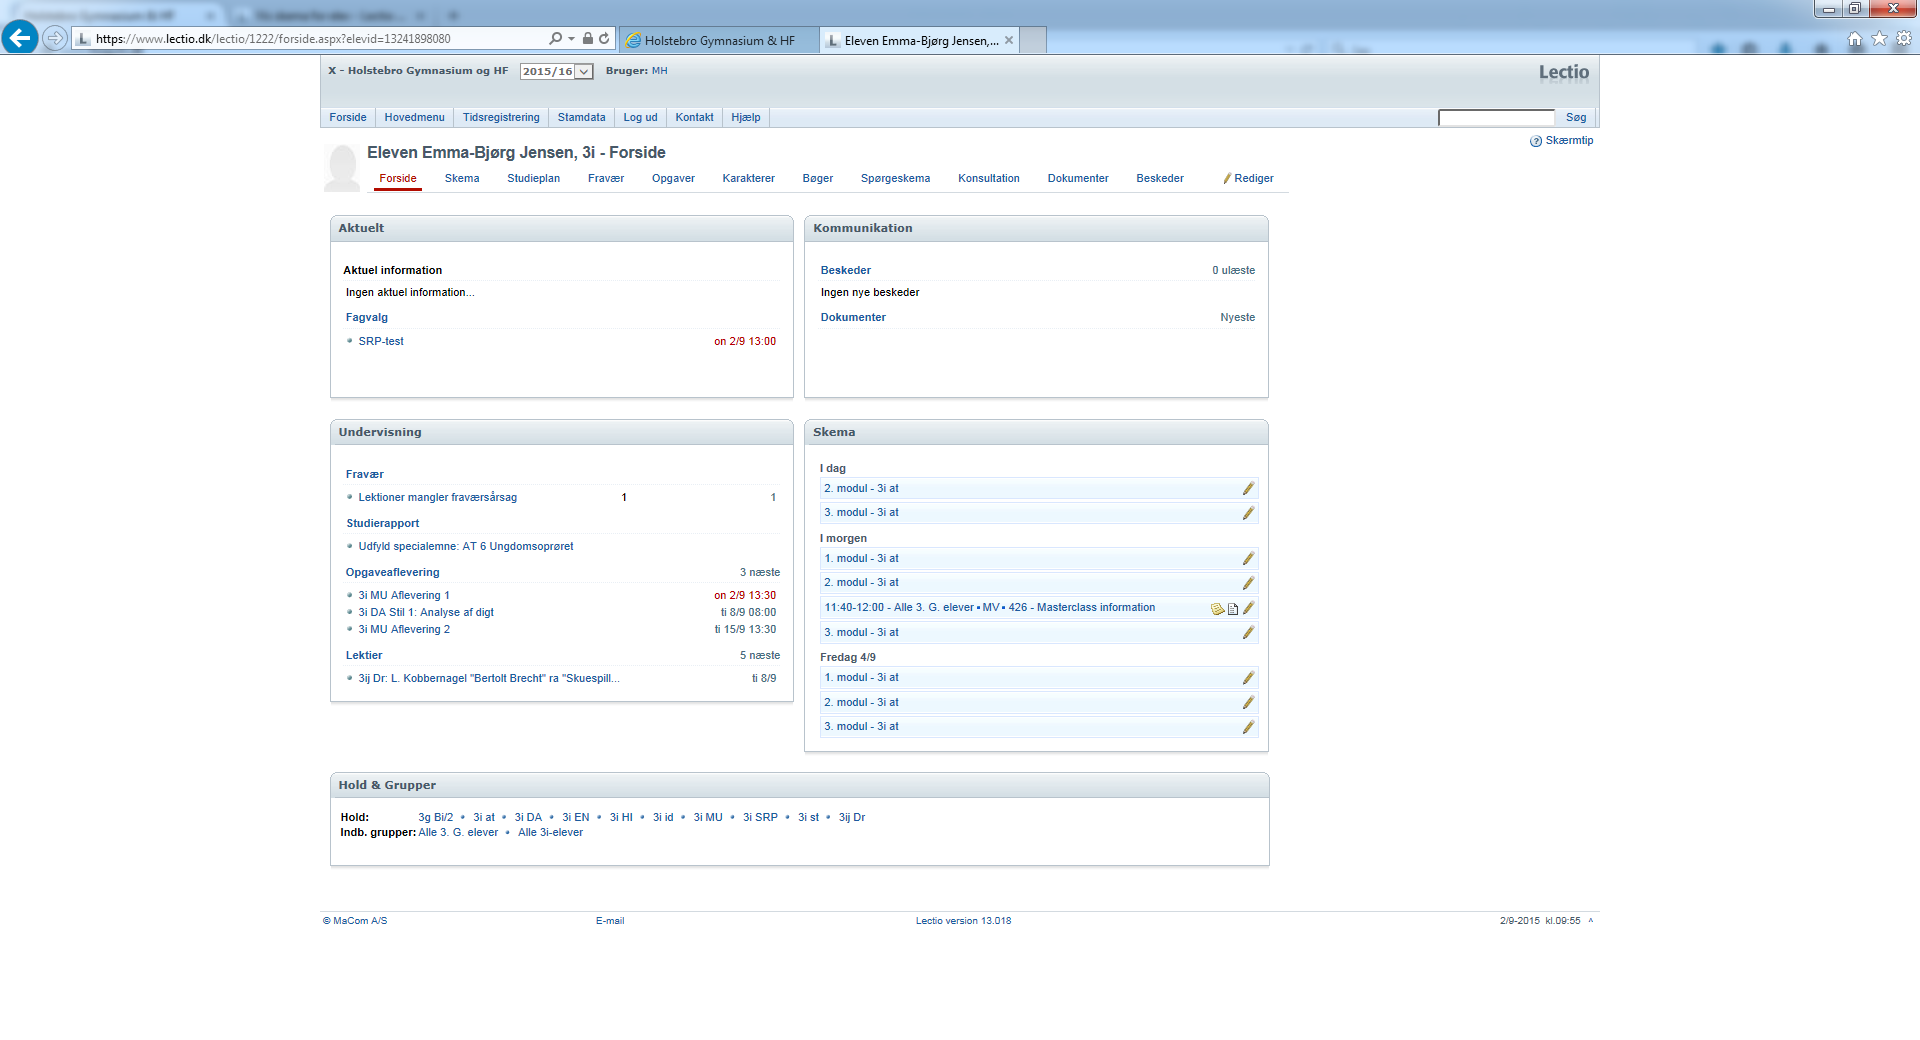 https://www.lectio.dk/lectio/1222/forside.aspx?elevid=13241898080
Holstebro Gymnasium & HF
Eleven Emma-Bjørg Jensen,...
X - Holstebro Gymnasium og HF 2015/16 Bruger: MH
Lectio
Forside Hovedmenu Tidsregistrering Stamdata Log ud Kontakt Hjælp Søg
Skærmtip
Eleven Emma-Bjørg Jensen, 3i - Forside
Forside Skema Studieplan Fravær Opgaver Karakterer Bøger Spørgeskema Konsultation Dokumenter Beskeder Rediger
Aktuelt
Aktuel information
Ingen aktuel information...
Fagvalg
SRP-test on 2/9 13:00
Kommunikation
Beskeder 0 ulæste
Ingen nye beskeder
Dokumenter Nyeste
Undervisning
Fravær
Lektioner mangler fraværsårsag 1 1
Studierapport
Udfyld specialemne: AT 6 Ungdomsoprøret
Opgaveaflevering 3 næste
3i MU Aflevering 1 on 2/9 13:30
3i DA Stil 1: Analyse af digt ti 8/9 08:00
3i MU Aflevering 2 ti 15/9 13:30
Lektier 5 næste
3ij Dr: L. Kobbernagel "Bertolt Brecht" ra "Skuespill... ti 8/9
Skema
I dag
2. modul - 3i at
3. modul - 3i at
I morgen
1. modul - 3i at
2. modul - 3i at
11:40-12:00 - Alle 3. G. elever • MV • 426 - Masterclass information
3. modul - 3i at
Fredag 4/9
1. modul - 3i at
2. modul - 3i at
3. modul - 3i at
Hold & Grupper
Hold: 3g Bi/2 • 3i at • 3i DA • 3i EN • 3i HI • 3i id • 3i MU • 3i SRP • 3i st • 3ij Dr
Indb. grupper: Alle 3. G. elever • Alle 3i-elever
© MaCom A/S E-mail Lectio version 13.018 2/9-2015 kl.09:55 ^